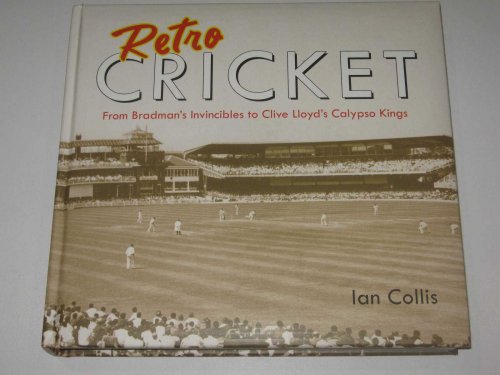 Retro
CRICKET
From Bradman's Invincibles to Clive Lloyd's Calypso Kings
Ian Collis